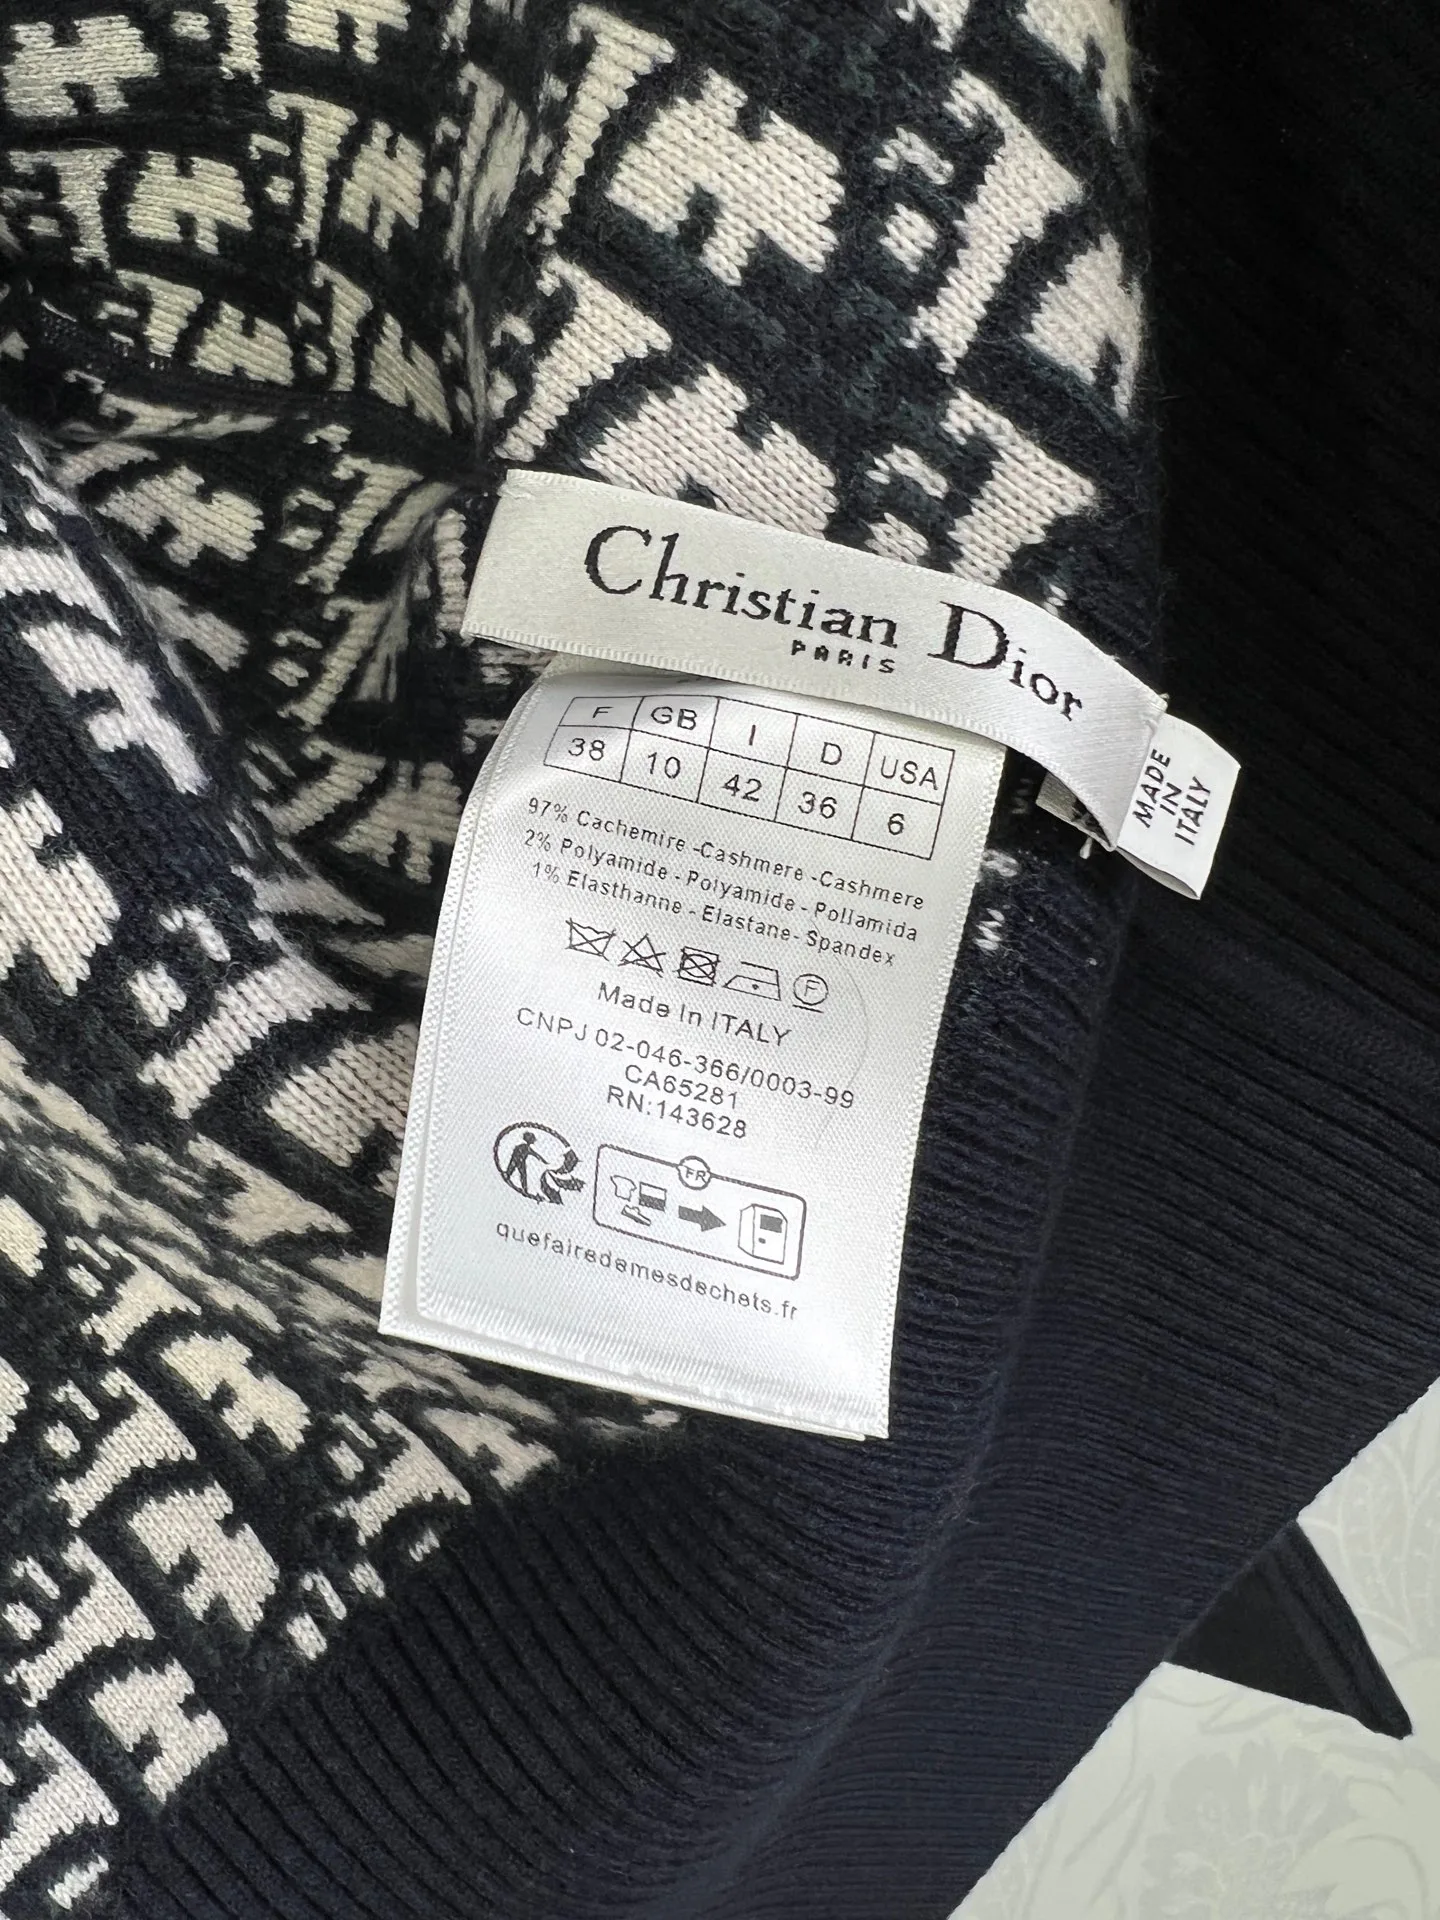 Christian Dior
PARIS
MADE
IN
ITALY
F GB I D USA
38 10 42 36 6
97% Cachemire -Cashmere -Cashmere
2% Polyamide - Polyamide - Pollamida
1% Elasthanne - Elastane- Spandex
F
Made In ITALY
CNPJ 02-046-366/0003-99
CA65281
RN:143628
FR
quefairedemesdechets.fr